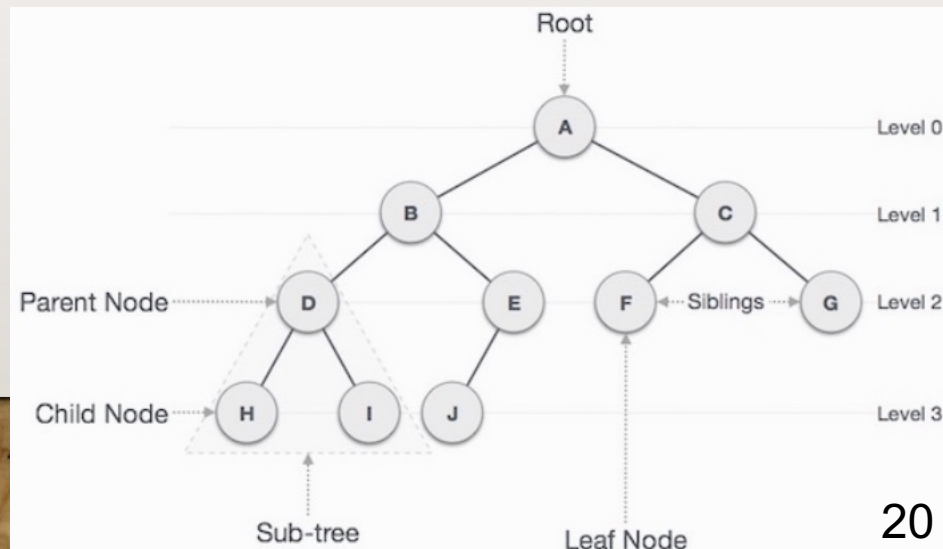 Root
A
Level 0
B
C
Level 1
Parent Node
D
E
F
Siblings
G
Level 2
Child Node
H
I
J
Level 3
Sub-tree
Leaf Node
20